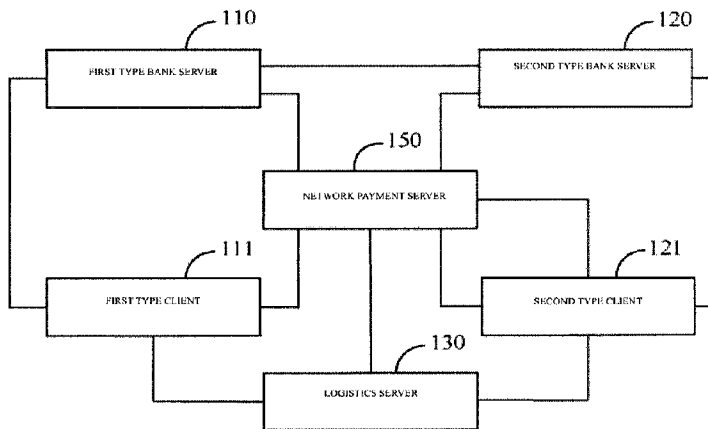 110
FIRST TYPE BANK SERVER
120
SECOND TYPE BANK SERVER
150
NETWORK PAYMENT SERVER
111
FIRST TYPE CLIENT
121
SECOND TYPE CLIENT
130
LOGISTICS SERVER